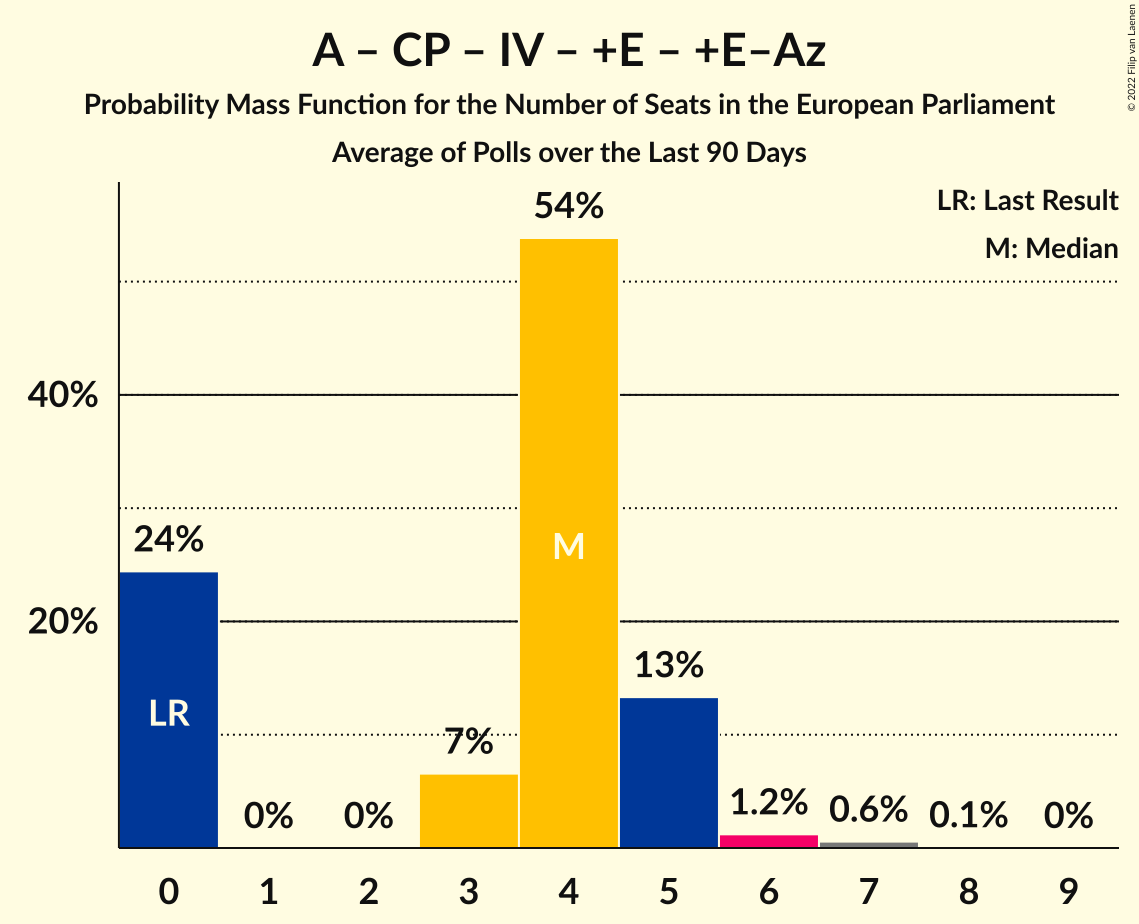 A – CP – IV – +E – +E–Az
Probability Mass Function for the Number of Seats in the European Parliament
Average of Polls over the Last 90 Days
© 2022 Filip van Laenen
LR: Last Result
M: Median
54%
40%
24%
M
20%
13%
LR
7%
1.2%
0.6%
0.1%
0%
0%
0%
0 1 2 3 4 5 6 7 8 9